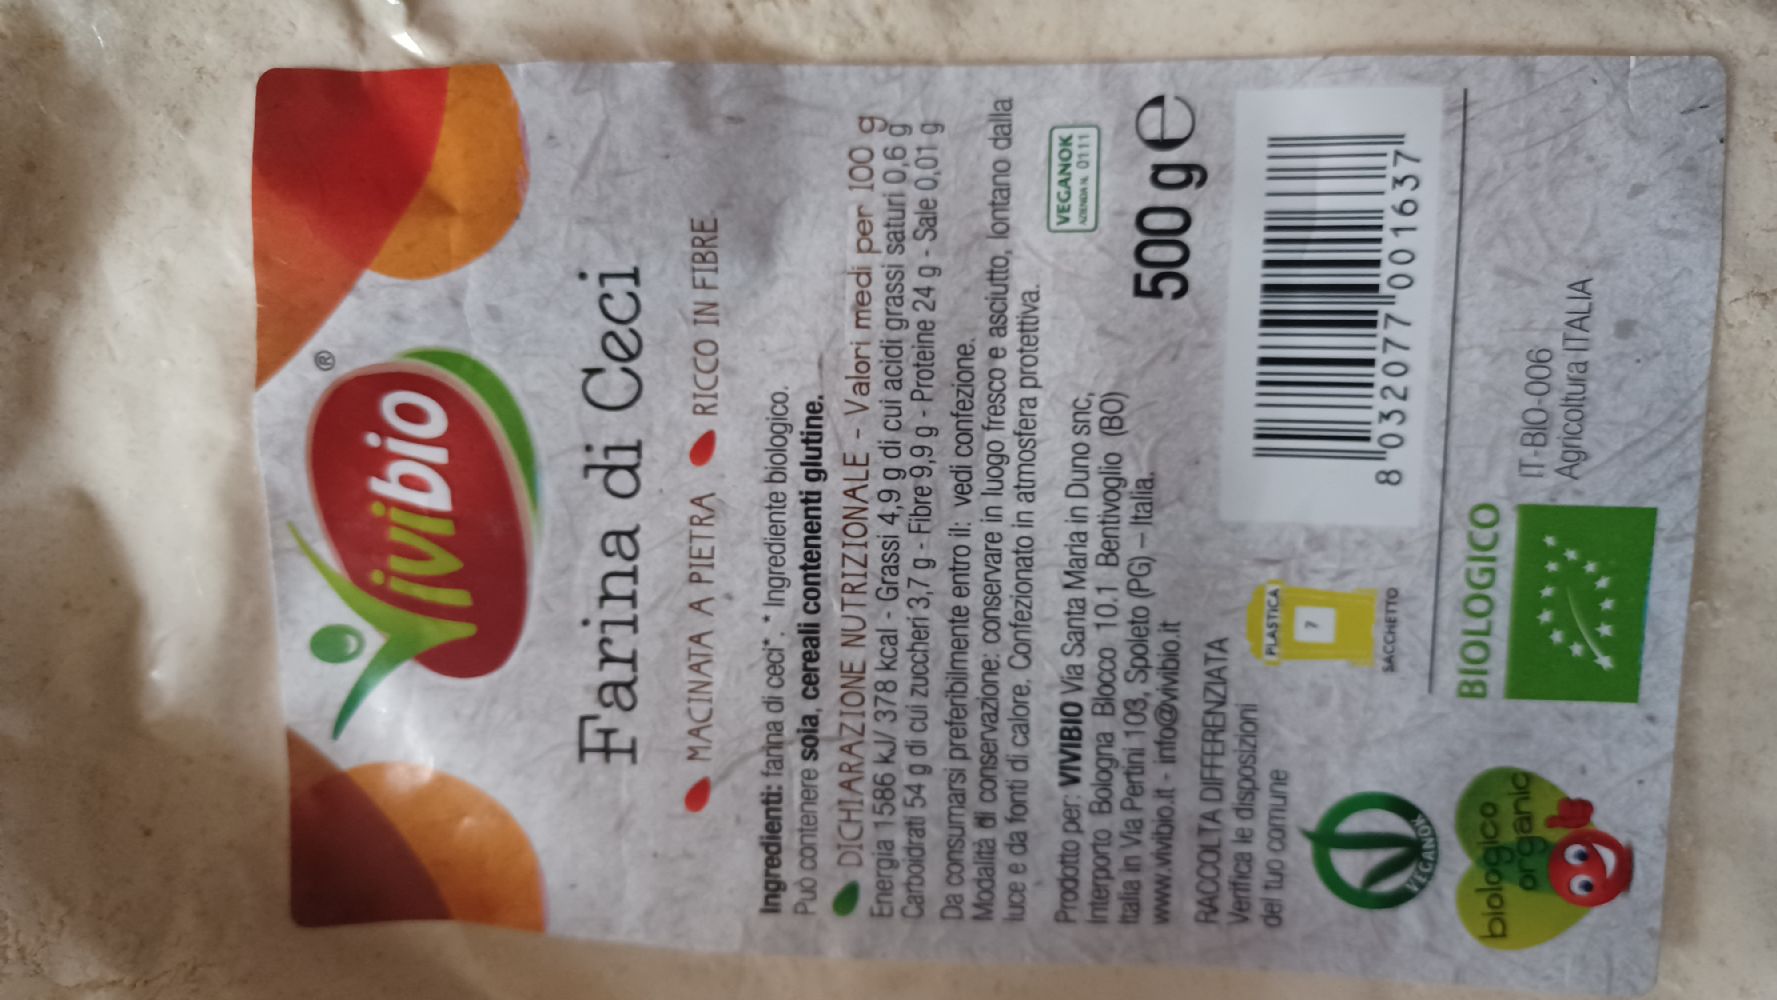 Vivibio®
Farina di Ceci
MACINATA A PIETRA RICCO IN FIBRE
Ingredienti: farina di ceci*. * Ingrediente biologico.
Può contenere soia, cereali contenenti glutine.
DICHIARAZIONE NUTRIZIONALE - Valori medi per 100 g
Energia 1586 kJ/ 378 kcal - Grassi 4,9 g di cui acidi grassi saturi 0,6 g
Carboidrati 54 g di cui zuccheri 3,7 g - Fibre 9,9 g - Proteine 24 g - Sale 0,01 g
Da consumarsi preferibilmente entro il: vedi confezione.
Modalità di conservazione: conservare in luogo fresco e asciutto, lontano dalla
luce e da fonti di calore. Confezionato in atmosfera protettiva.
Prodotto per: VIVIBIO Via Santa Maria in Duno snc,
Interporto Bologna Blocco 10.1 Bentivoglio (BO)
Italia in Via Pertini 103, Spoleto (PG) – Italia.
www.vivibio.it - info@vivibio.it
VEGANOK
AZIENDA N. 0111
500 g e
RACCOLTA DIFFERENZIATA
Verifica le disposizioni
del tuo comune
PLASTICA
7
SACCHETTO
8 032077 001637
VEGANOK
biologico
organic
BIOLOGICO
IT-BIO-006
Agricoltura ITALIA